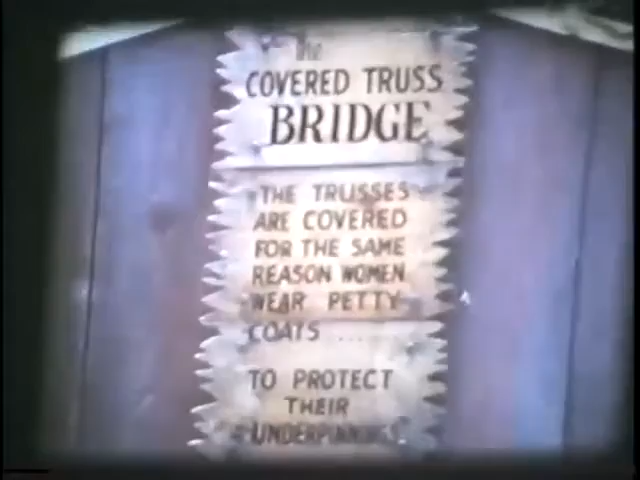 the
COVERED TRUSS
BRIDGE
THE TRUSSES
ARE COVERED
FOR THE SAME
REASON WOMEN
WEAR PETTY
COATS ....
TO PROTECT
THEIR
UNDERPINNINGS